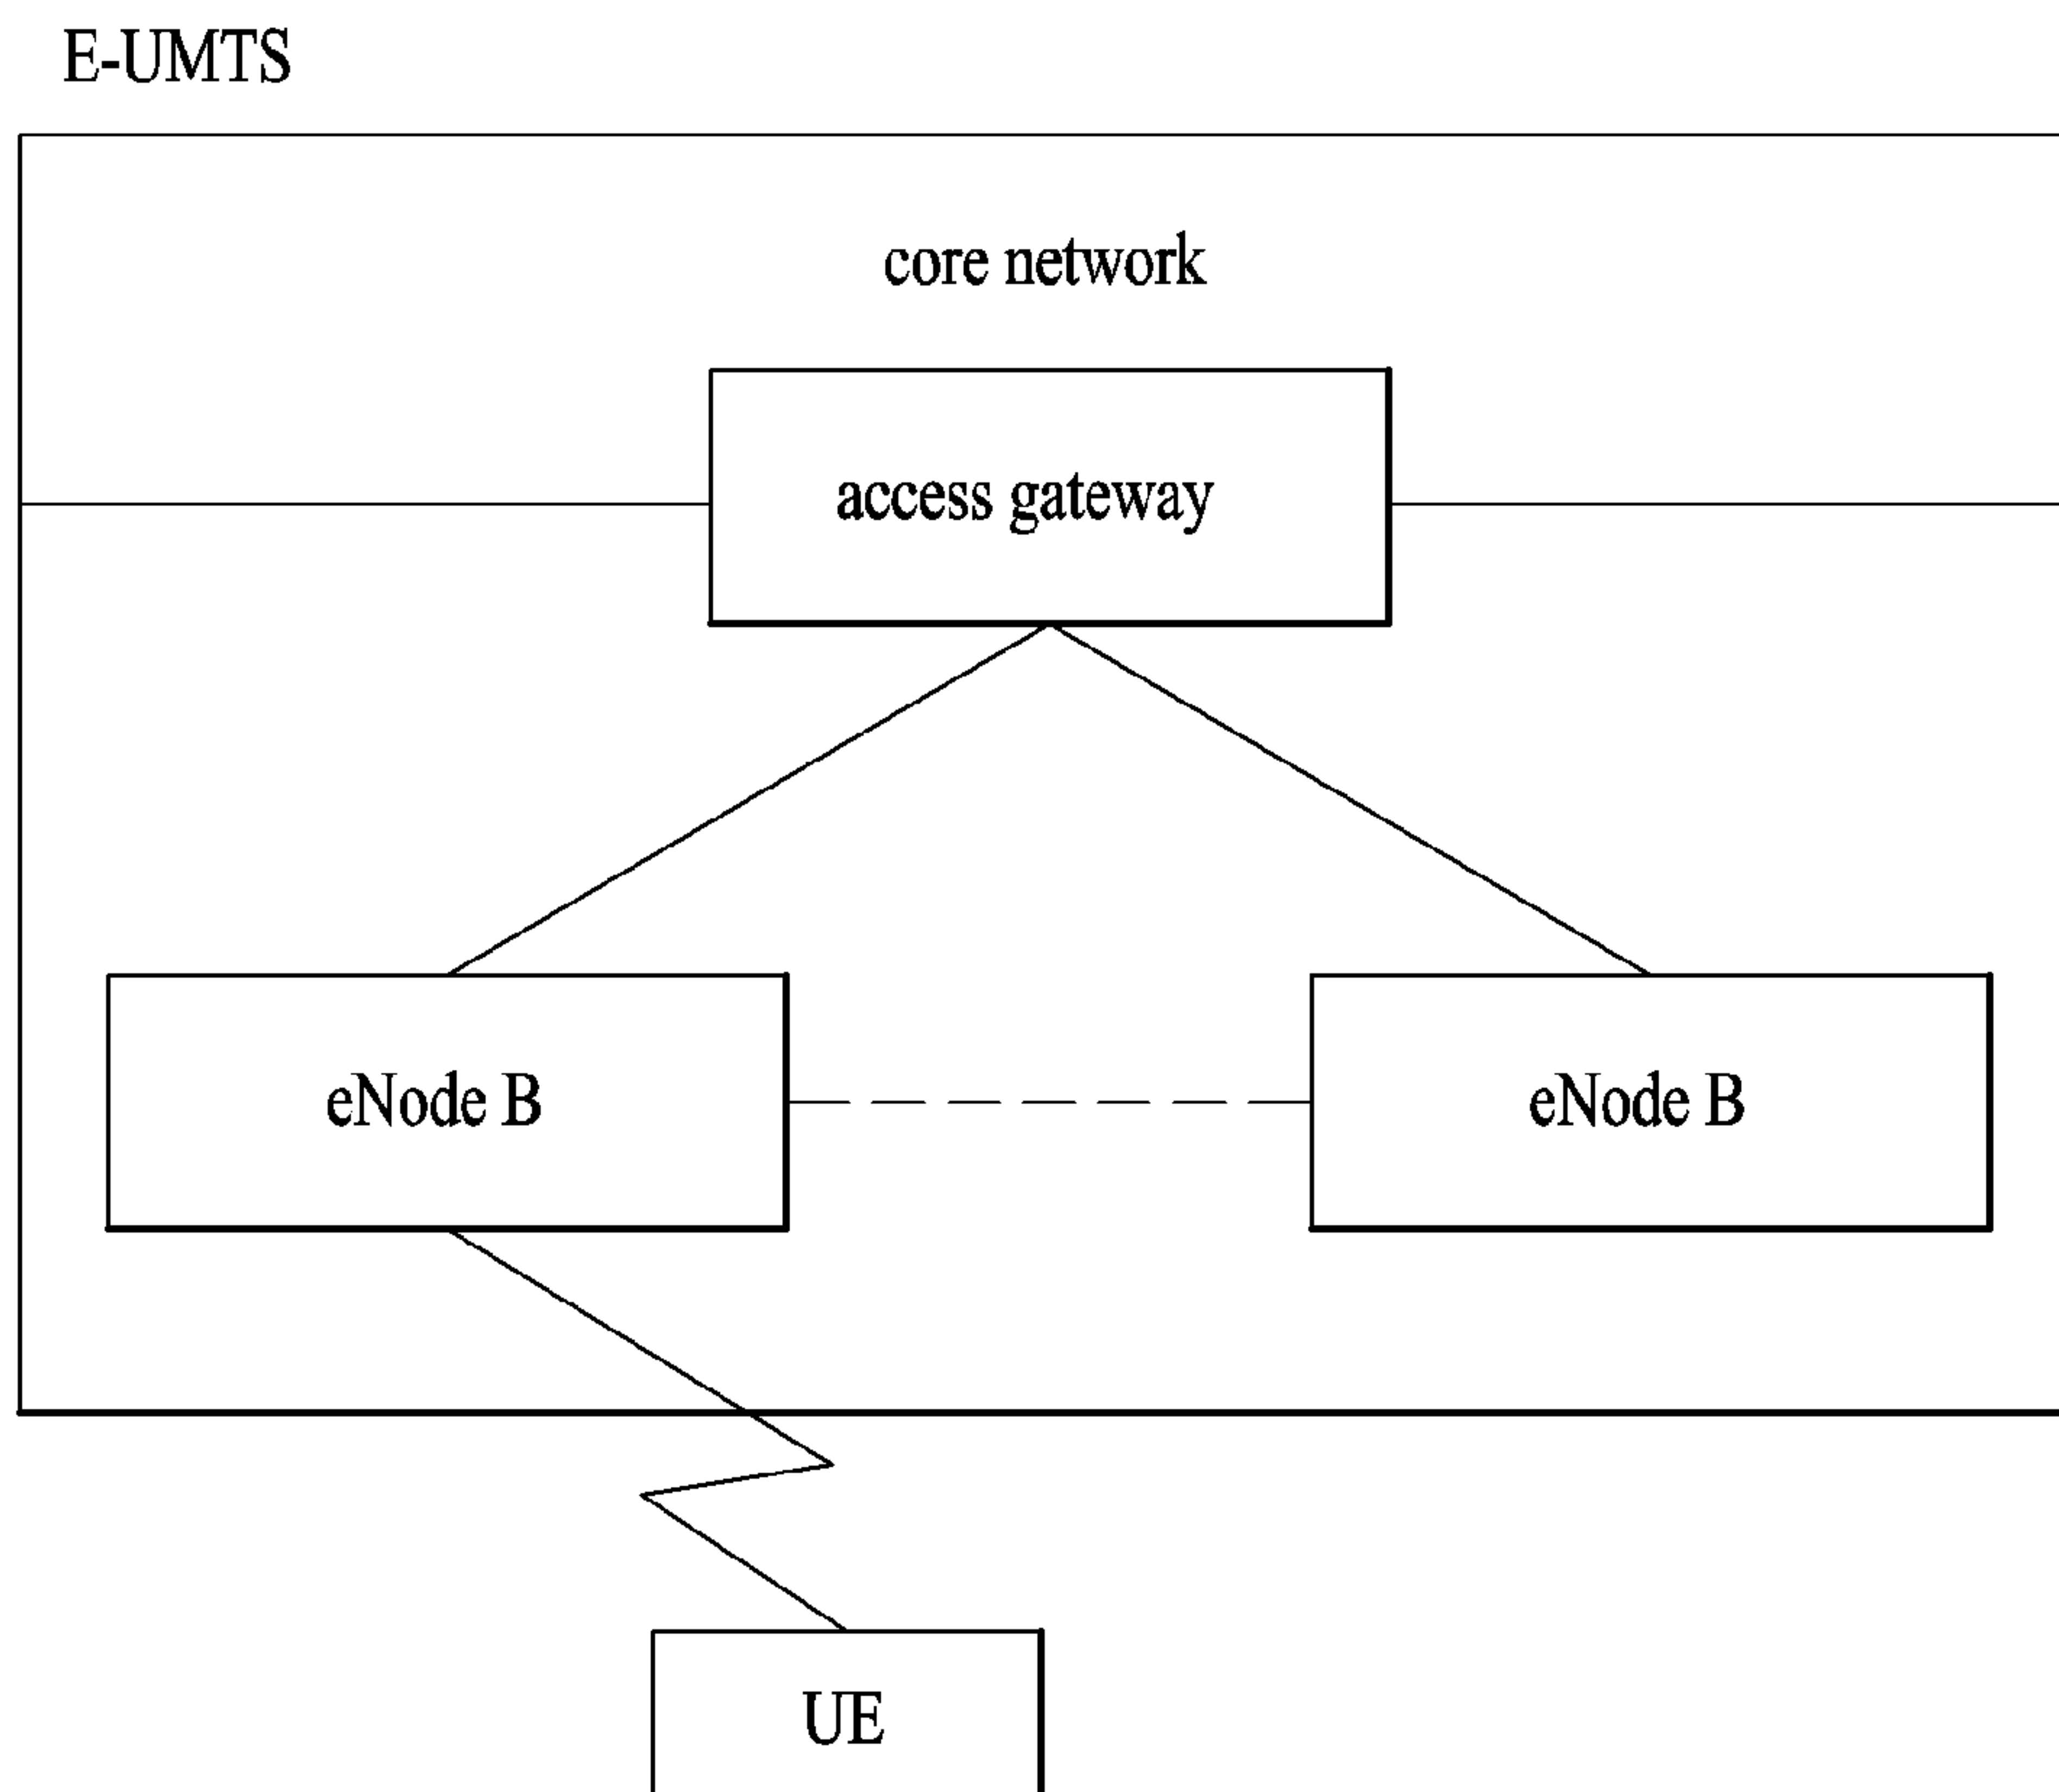 E-UMTS
core network
access gateway
eNode B
eNode B
UE